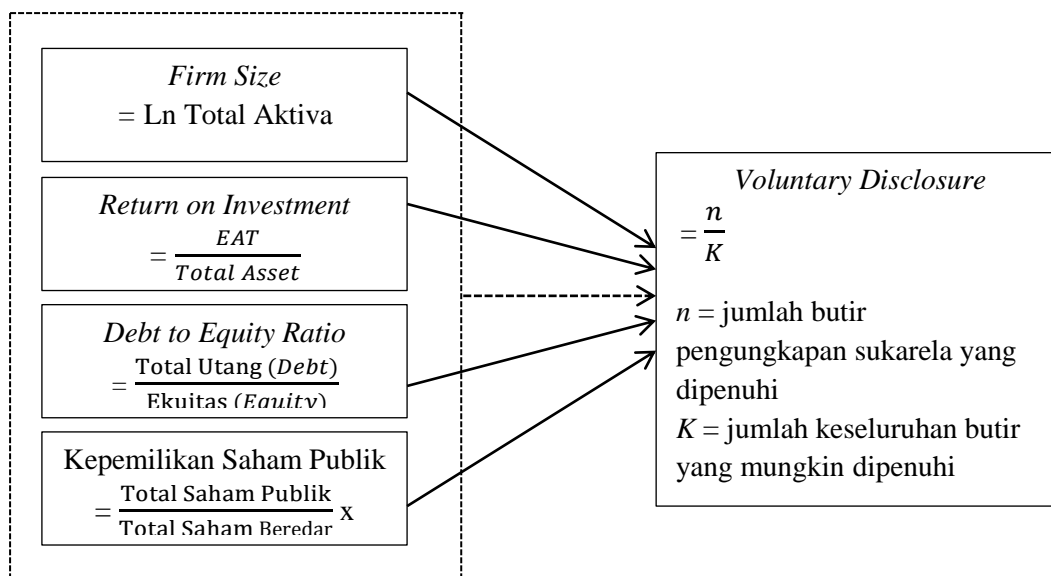 Firm Size
= Ln Total Aktiva
Return on Investment
= EAT
Total Asset
Debt to Equity Ratio
= Total Utang (Debt)
Ekuitas (Equity)
Kepemilikan Saham Publik
= Total Saham Publik x
Total Saham Beredar
Voluntary Disclosure
= n
K
n = jumlah butir
pengungkapan sukarela yang
dipenuhi
K = jumlah keseluruhan butir
yang mungkin dipenuhi